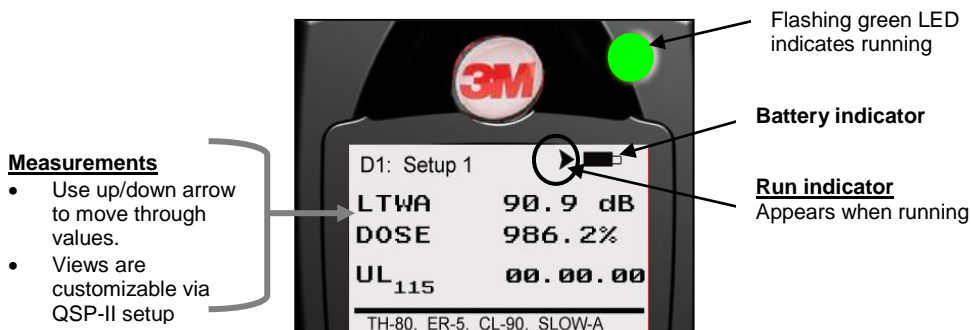 Flashing green LED
indicates running
3M
Battery indicator
Measurements
• Use up/down arrow
to move through
values.
• Views are
customizable via
QSP-II setup
D1: Setup 1
LTWA 90.9 dB
DOSE 986.2%
UL115 00.00.00
TH-80, ER-5, CL-90, SLOW-A
Run indicator
Appears when running